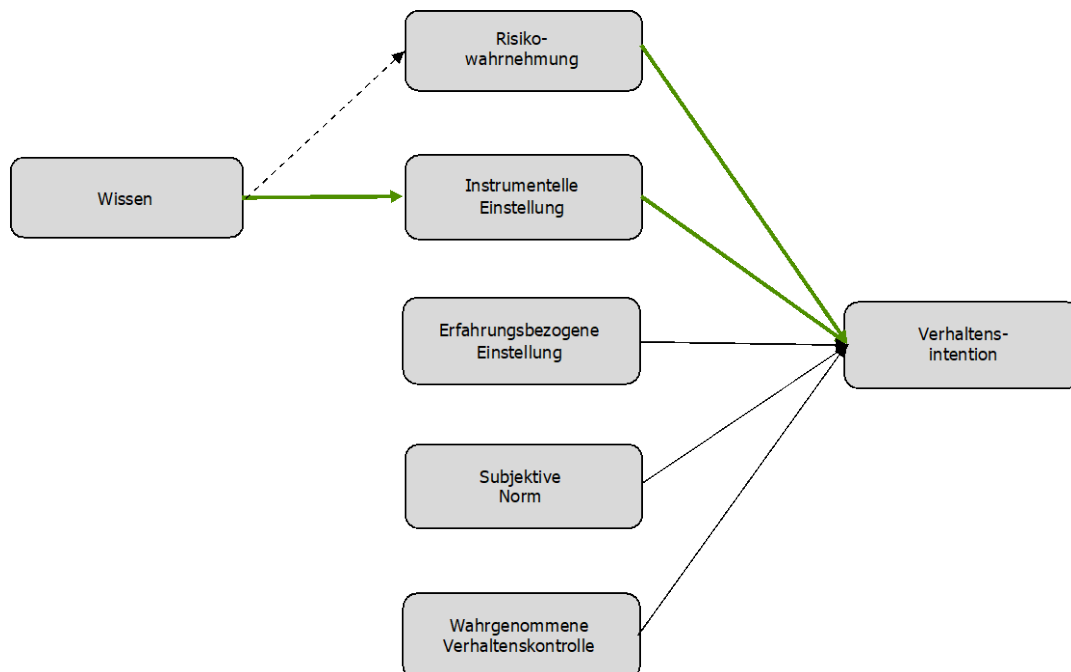 Risiko-
wahrnehmung
Wissen
Instrumentelle
Einstellung
Erfahrungsbezogene
Einstellung
Verhaltens-
intention
Subjektive
Norm
Wahrgenommene
Verhaltenskontrolle